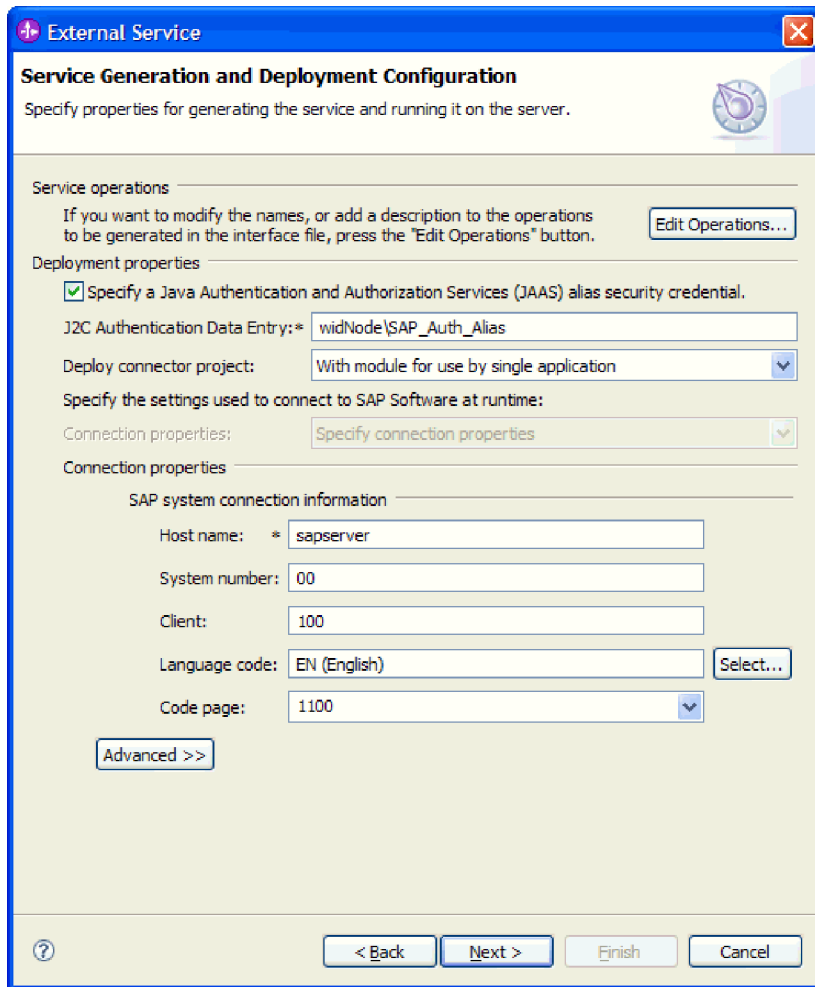 External Service
Service Generation and Deployment Configuration
Specify properties for generating the service and running it on the server.
Service operations
If you want to modify the names, or add a description to the operations
to be generated in the interface file, press the "Edit Operations" button.
Edit Operations...
Deployment properties
Specify a Java Authentication and Authorization Services (JAAS) alias security credential.
J2C Authentication Data Entry:* widNode\SAP_Auth_Alias
Deploy connector project: With module for use by single application
Specify the settings used to connect to SAP Software at runtime:
Connection properties: Specify connection properties
Connection properties
SAP system connection information
Host name: * sapserver
System number: 00
Client: 100
Language code: EN (English) Select...
Code page: 1100
Advanced >>
? < Back Next > Finish Cancel